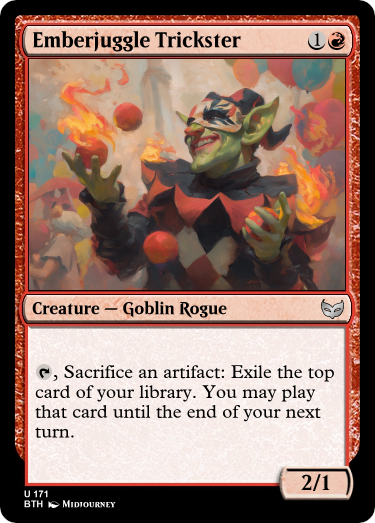 Emberjuggle Trickster 1
Creature — Goblin Rogue
, Sacrifice an artifact: Exile the top
card of your library. You may play
that card until the end of your next
turn.
2/1
U 171
BTH Midjourney